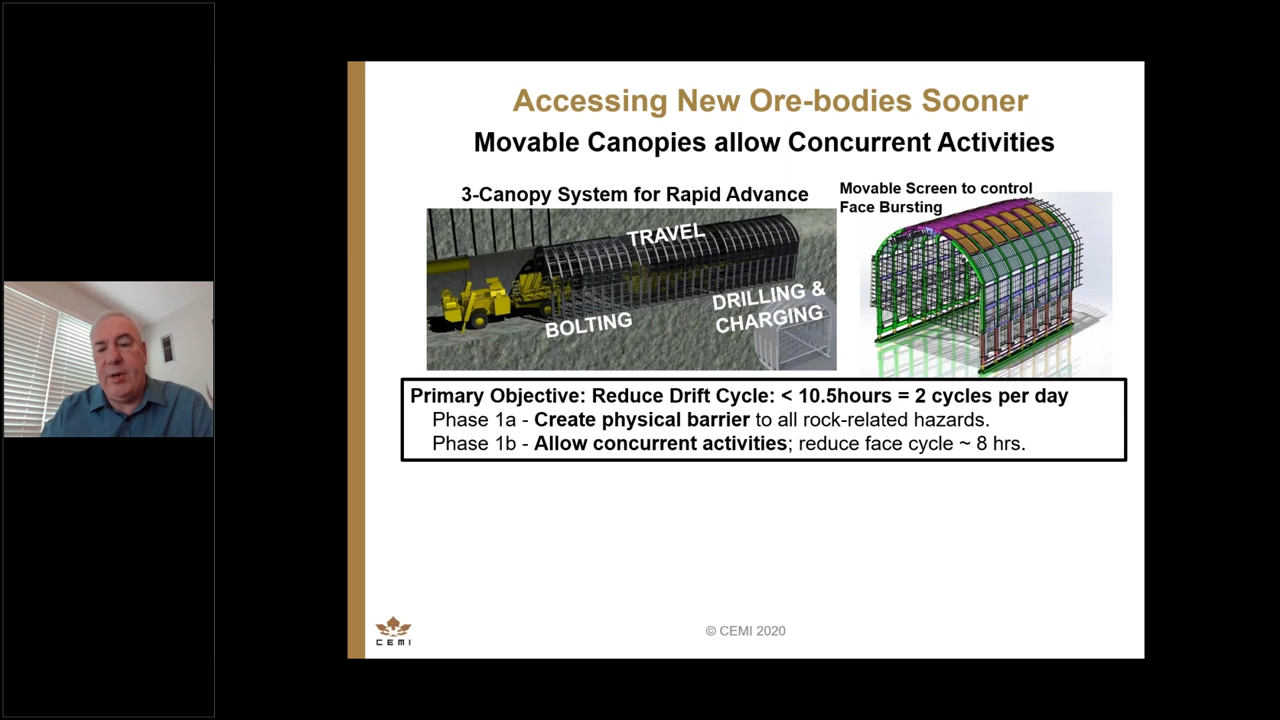 Accessing New Ore-bodies Sooner
Movable Canopies allow Concurrent Activities
3-Canopy System for Rapid Advance
TRAVEL
BOLTING
DRILLING &
CHARGING
Movable Screen to control
Face Bursting
Primary Objective: Reduce Drift Cycle: < 10.5hours = 2 cycles per day
Phase 1a - Create physical barrier to all rock-related hazards.
Phase 1b - Allow concurrent activities; reduce face cycle ~ 8 hrs.
CEMI
© CEMI 2020